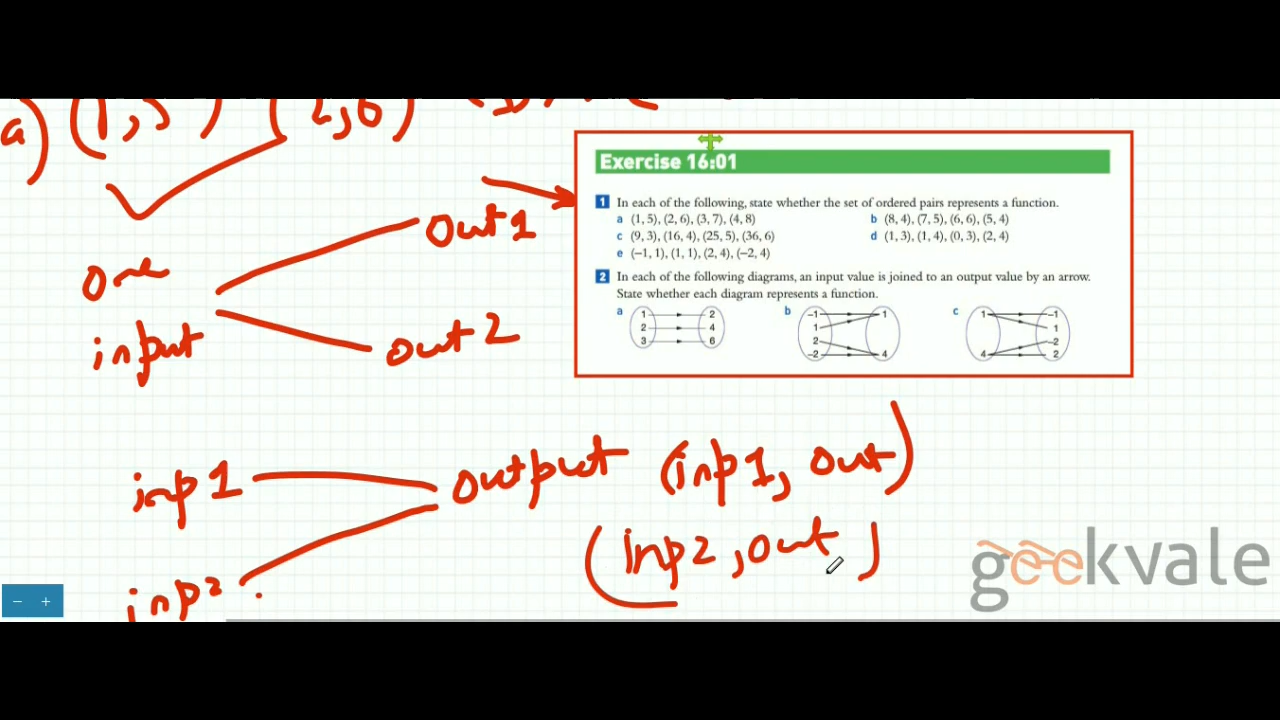 a) (1, 5) (2, 6)
Exercise 16:01
1 In each of the following, state whether the set of ordered pairs represents a function.
a (1, 5), (2, 6), (3, 7), (4, 8) b (8, 4), (7, 5), (6, 6), (5, 4)
c (9, 3), (16, 4), (25, 5), (36, 6) d (1, 3), (1, 4), (0, 3), (2, 4)
e (−1, 1), (1, 1), (2, 4), (−2, 4)
2 In each of the following diagrams, an input value is joined to an output value by an arrow.
State whether each diagram represents a function.
a b c
1 2 −1 1 1 −1
2 4 1 1
3 6 2 −2
−2 4 4 2
out 1
One
input
out 2
inp 1 output (inp 1, out)
(inp 2, out)
inp 2
geekvale
− +